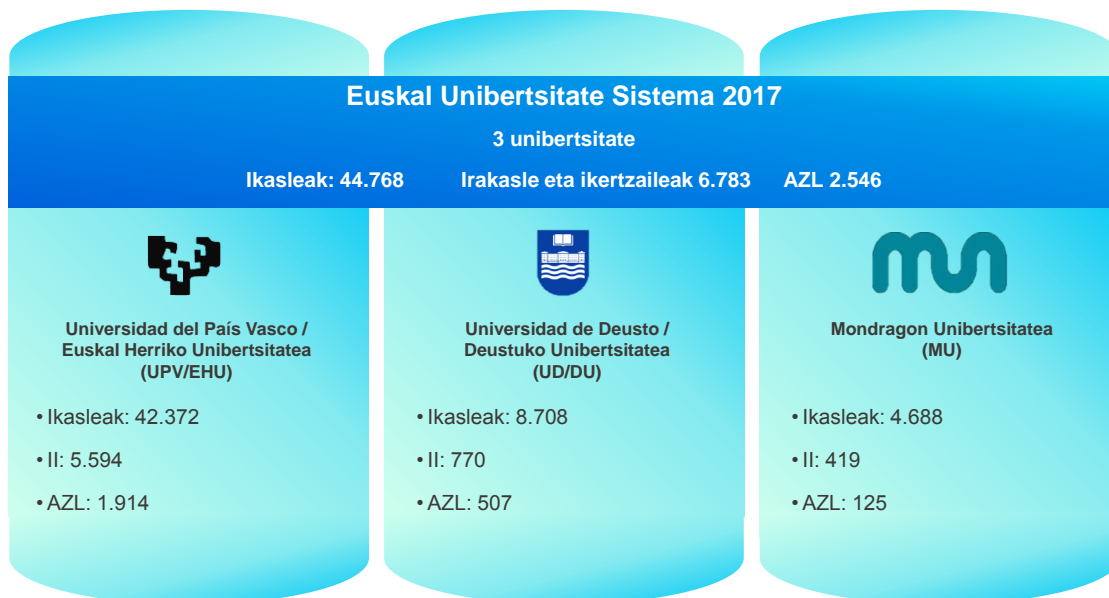 Euskal Unibertsitate Sistema 2017
3 unibertsitate
Ikasleak: 44.768 Irakasle eta ikertzaileak 6.783 AZL 2.546
Universidad del País Vasco /
Euskal Herriko Unibertsitatea
(UPV/EHU)
• Ikasleak: 42.372
• II: 5.594
• AZL: 1.914
Universidad de Deusto /
Deustuko Unibertsitatea
(UD/DU)
• Ikasleak: 8.708
• II: 770
• AZL: 507
Mondragon Unibertsitatea
(MU)
• Ikasleak: 4.688
• II: 419
• AZL: 125